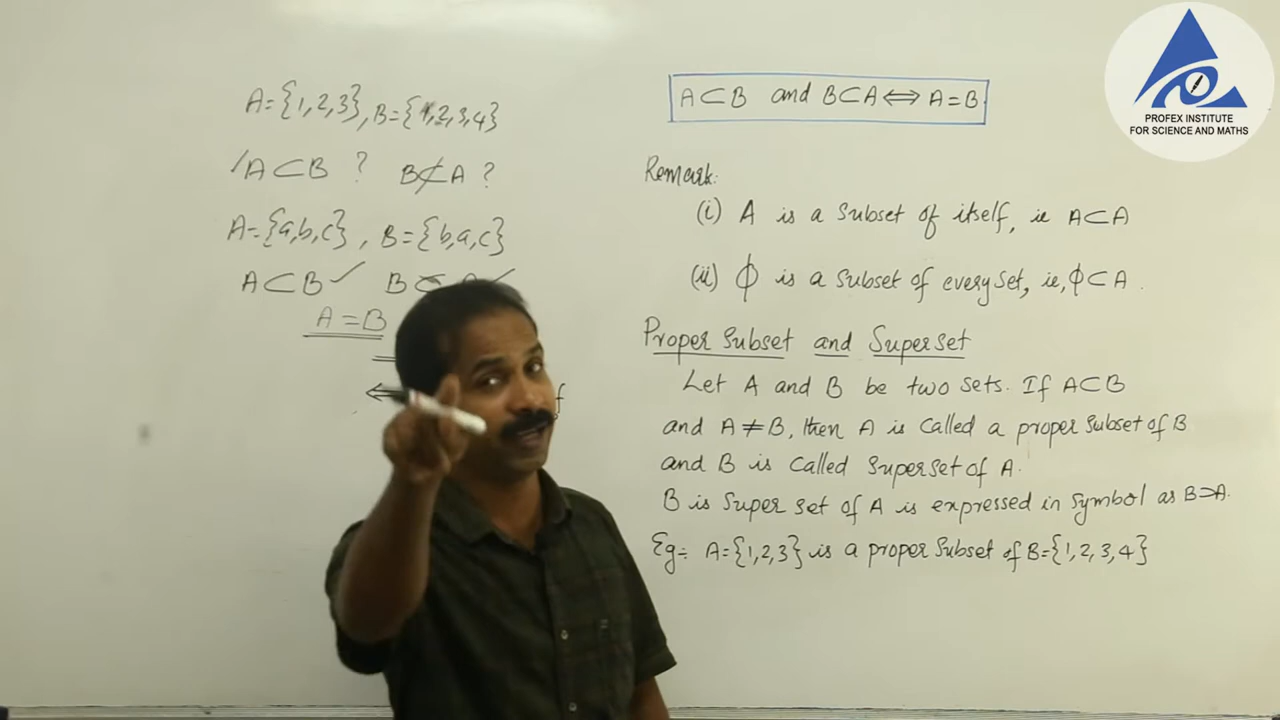 A={1,2,3}, B={1,2,3,4}
A⊂B ? B⊄A ?
A={a,b,c}, B={b,a,c}
A⊂B ✓ B⊂ ✓
A=B
⇐
f
A⊂B and B⊂A ⟺ A=B.
Remark:
(i) A is a subset of itself, ie A⊂A
(ii) ϕ is a subset of every set, ie, ϕ⊂A.
Proper Subset and Superset
Let A and B be two sets. If A⊂B
and A≠B, then A is called a proper subset of B
and B is called superset of A.
B is Super set of A is expressed in symbol as B⊃A.
Eg:- A={1,2,3} is a proper subset of B={1,2,3,4}
PROFEX INSTITUTE
FOR SCIENCE AND MATHS